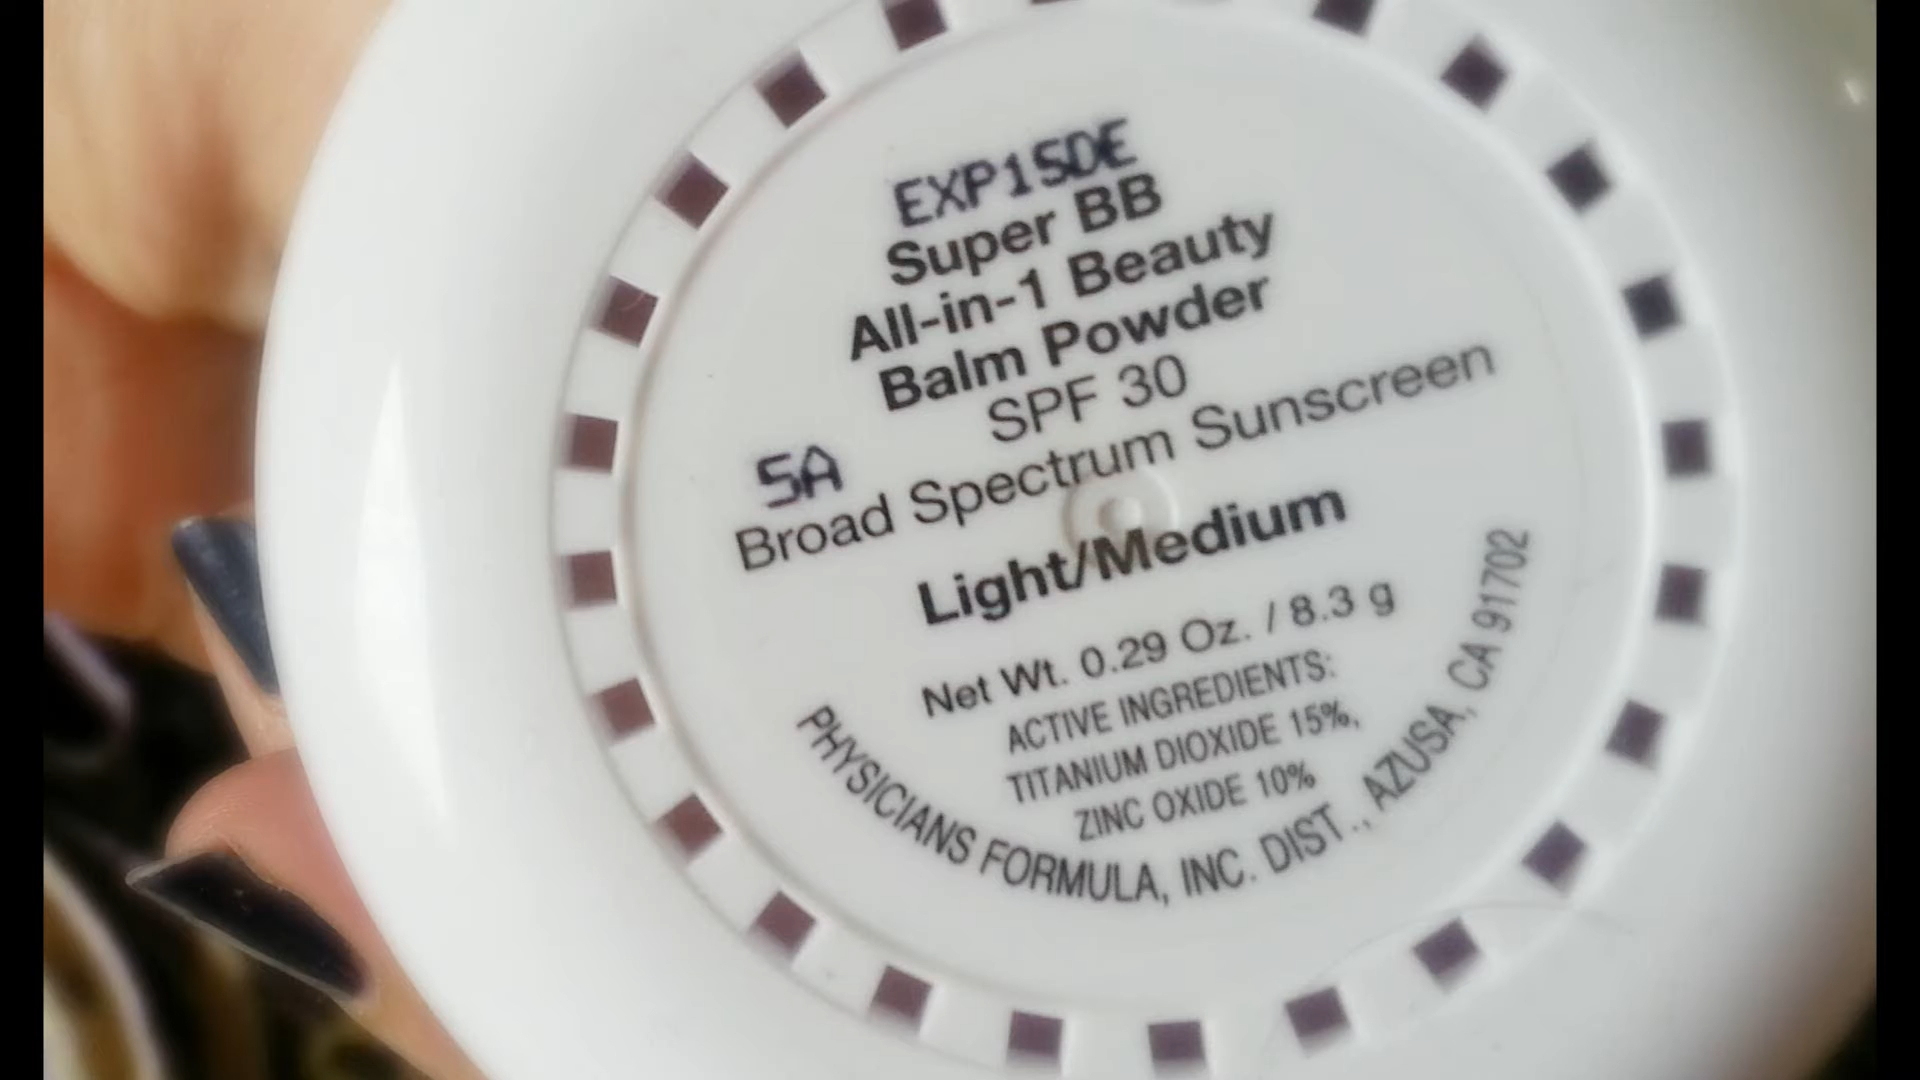 EXP15DE
Super BB
All-in-1 Beauty
Balm Powder
SPF 30
5A
Broad Spectrum Sunscreen
Light/Medium
Net Wt. 0.29 Oz. / 8.3 g
ACTIVE INGREDIENTS:
TITANIUM DIOXIDE 15%,
ZINC OXIDE 10%
PHYSICIANS FORMULA, INC. DIST., AZUSA, CA 91702